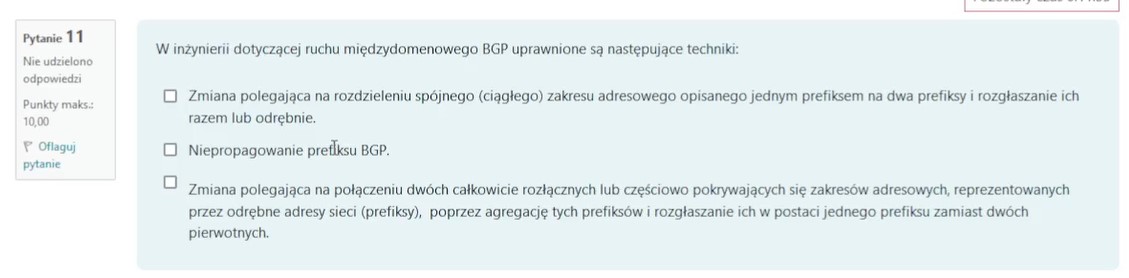 Pytanie 11
Nie udzielono
odpowiedzi
Punkty maks.:
10,00
Oflaguj
pytanie
W inżynierii dotyczącej ruchu międzydomenowego BGP uprawnione są następujące techniki:
Zmiana polegająca na rozdzieleniu spójnego (ciągłego) zakresu adresowego opisanego jednym prefiksem na dwa prefiksy i rozgłaszanie ich
razem lub odrębnie.
Niepropagowanie prefiksu BGP.
Zmiana polegająca na połączeniu dwóch całkowicie rozłącznych lub częściowo pokrywających się zakresów adresowych, reprezentowanych
przez odrębne adresy sieci (prefiksy), poprzez agregację tych prefiksów i rozgłaszanie ich w postaci jednego prefiksu zamiast dwóch
pierwotnych.